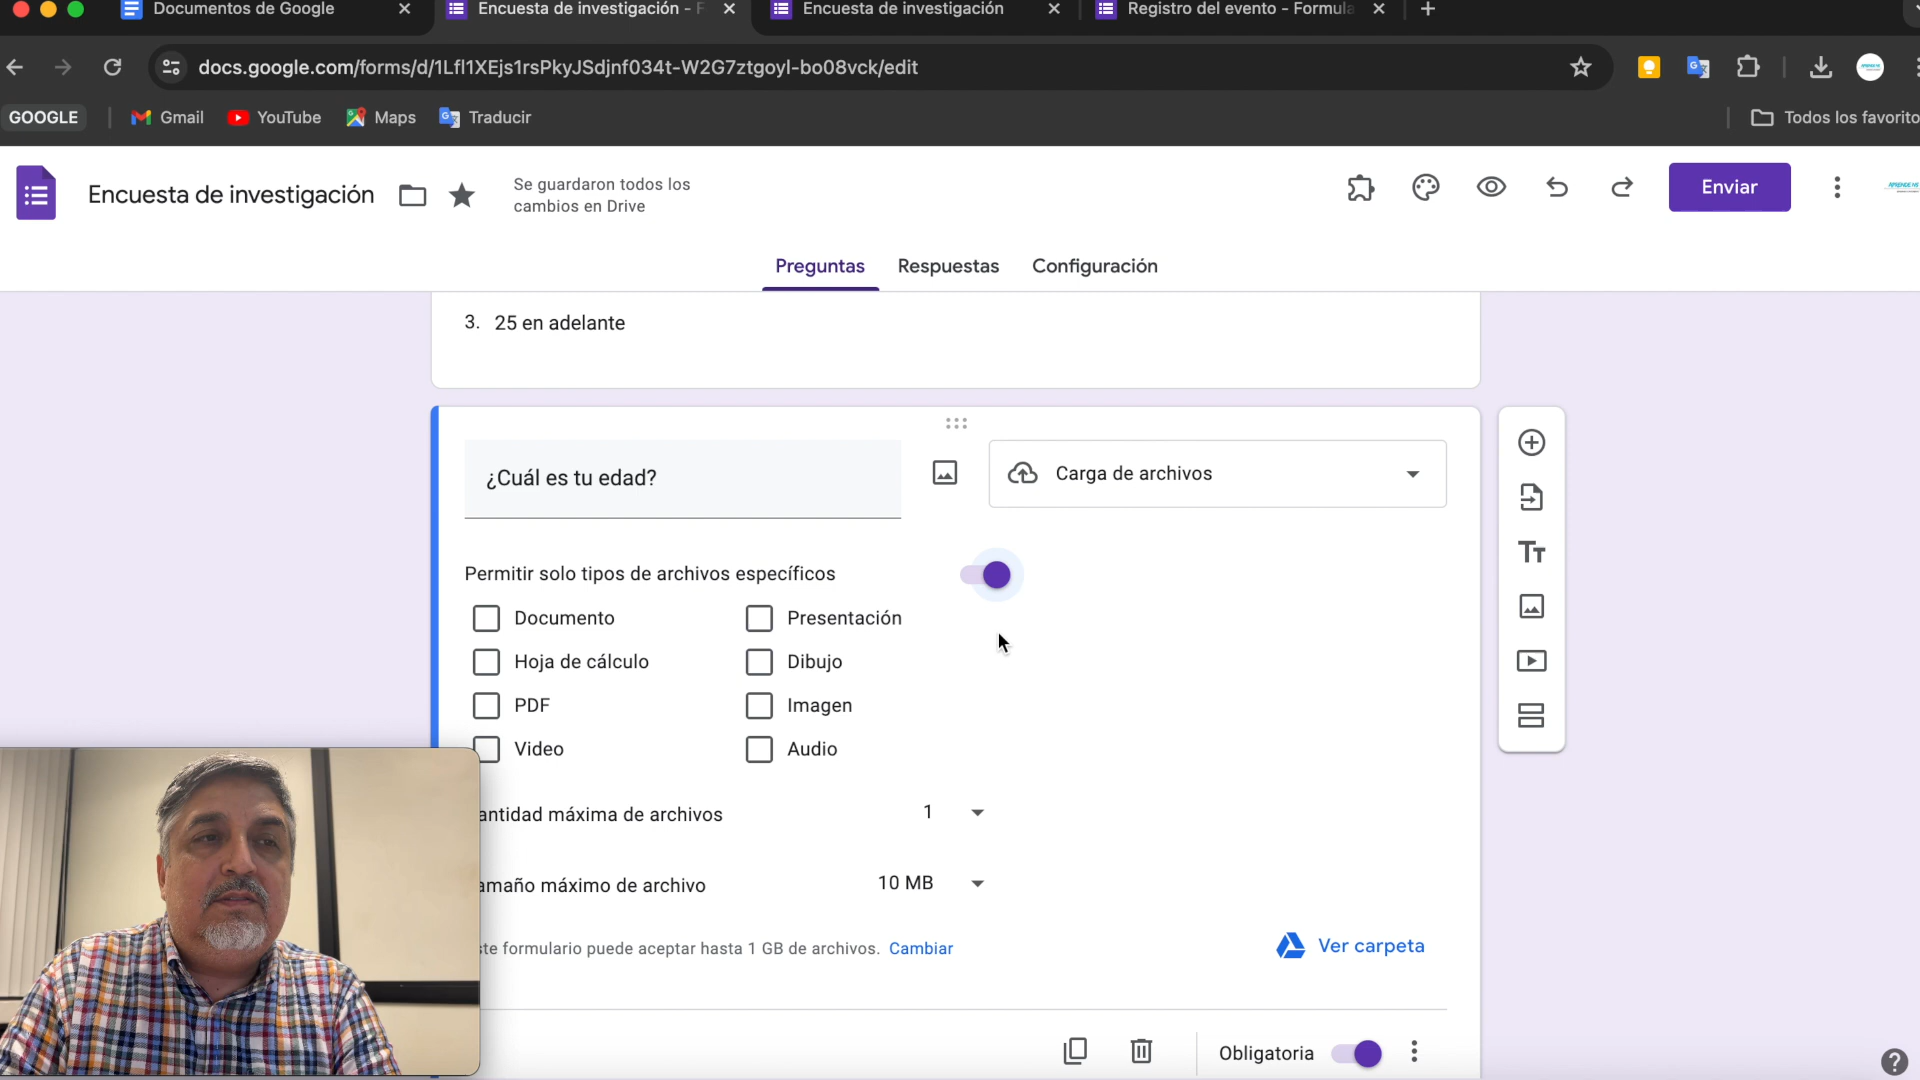 Documentos de Google
Encuesta de investigación -
Encuesta de investigación
Registro del evento - Formula
docs.google.com/forms/d/1LfI1XEjs1rsPkyJSdjnf034t-W2G7ztgoyl-bo08vck/edit
GOOGLE
Gmail
YouTube
Maps
Traducir
Todos los favorito
Encuesta de investigación
Se guardaron todos los
cambios en Drive
Enviar
Preguntas
Respuestas
Configuración
3. 25 en adelante
¿Cuál es tu edad?
Carga de archivos
Permitir solo tipos de archivos específicos
Documento
Presentación
Hoja de cálculo
Dibujo
PDF
Imagen
Video
Audio
antidad máxima de archivos
1
amaño máximo de archivo
10 MB
ste formulario puede aceptar hasta 1 GB de archivos. Cambiar
Ver carpeta
Obligatoria